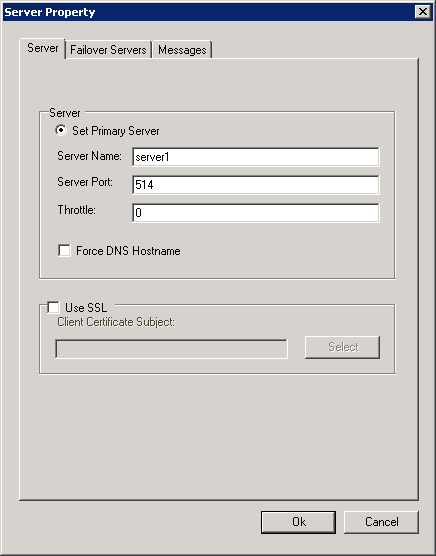 Server Property
Server Failover Servers Messages
Server
Set Primary Server
Server Name: server1
Server Port: 514
Throttle: 0
Force DNS Hostname
Use SSL
Client Certificate Subject:
Select
Ok Cancel